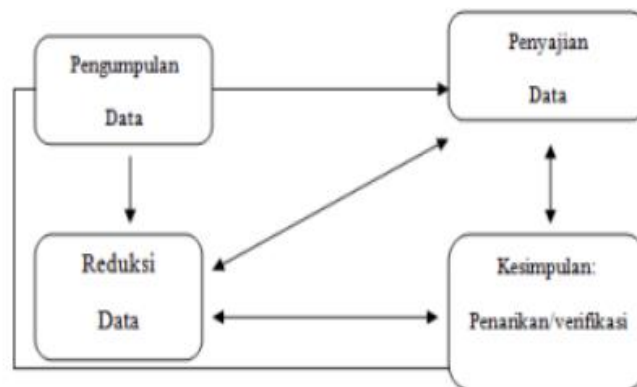 Pengumpulan
Data
Penyajian
Data
Reduksi
Data
Kesimpulan:
Penarikan/verifikasi